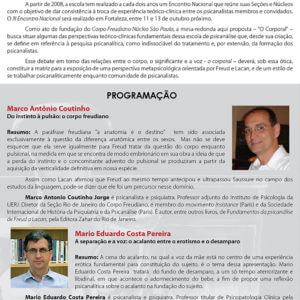 A partir de 2008, a escola tem realizado a cada dois anos um Encontro Nacional que reúne suas Seções e Núcleos
com o objetivo de dar consistência à troca de experiência teórico-clínica entre os psicanalistas membros e convidados.
O III Encontro Nacional será realizado em Fortaleza, entre 11 e 13 de outubro próximo.
Como ato de fundação do Corpo Freudiano Núcleo São Paulo, a mesa-redonda aqui proposta – "O Corporal" –
busca situar algumas das perspectivas teórico-clínicas fundamentais dessa escola de psicanálise que, desde sua criação,
se define em referência à pesquisa psicanalítica, como indissociável do tratamento e, por extensão, da formação dos
psicanalistas.
Esse debate em torno das relações entre o corpo, o significante e a voz - o corporal – deverá, sob essa ótica,
constituir a matriz para a exposição de uma perspectiva metapsicológica orientada por Freud e Lacan, e de um estilo de
se trabalhar psicanaliticamente enquanto comunidade de psicanalistas.
PROGRAMAÇÃO
Marco Antônio Coutinho
Do instinto à pulsão: o corpo freudiano
Resumo: A paráfrase freudiana "a anatomia é o destino" tem sido associada
exclusivamente à questão da diferença anatômica entre os sexos. Mas não se deve
esquecer que ela serve igualmente para Freud tratar da questão do corpo enquanto
pulsional, na medida em que se encontra de modo emblemático em sua obra a ideia de que
a perda do instinto e o concomitante advento do pulsional se produziram a partir da
aquisição da verticalidade definitiva em nossa espécie.
Assim como Lacan afirmou que Freud ao mesmo tempo antecipou e ultrapassou Saussure no campo dos
estudos da linguagem, pode-se dizer que ele foi um precursor nesse domínio.
Marco Antonio Coutinho Jorge é psicanalista e psiquiatra. Professor adjunto do Instituto de Psicologia da
UERJ. Diretor da Seção Rio de Janeiro do Corpo Freudiano, é membro do movimento Insistance (Paris) e da Sociedade
Internacional de História da Psiquiatria e da Psicanálise (Paris). É autor, entre outros livros, de Fundamentos da psicanálise
de Freud a Lacan, pela Editora Zahar do Rio de Janeiro.
Mario Eduardo Costa Pereira
A separação e a voz: o acalanto entre o erotismo e o desamparo
Resumo: A cena do acalanto, na qual a voz da mãe está no centro de uma experiência
erótica fundamental para constituição do sujeito, é o tema dessa apresentação. Mario
Eduardo Costa Pereira tratará do fundo de desamparo, a um só tempo aterrorizante e
libidinal, em que acontece o adormecimento do bebê, a fim de propor uma reflexão
psicanalítica sobre o acalanto na fundação do sujeito.
Mario Eduardo Costa Pereira é psicanalista e psiquiatra. Professor titular de Psicopatologia Clínica pela